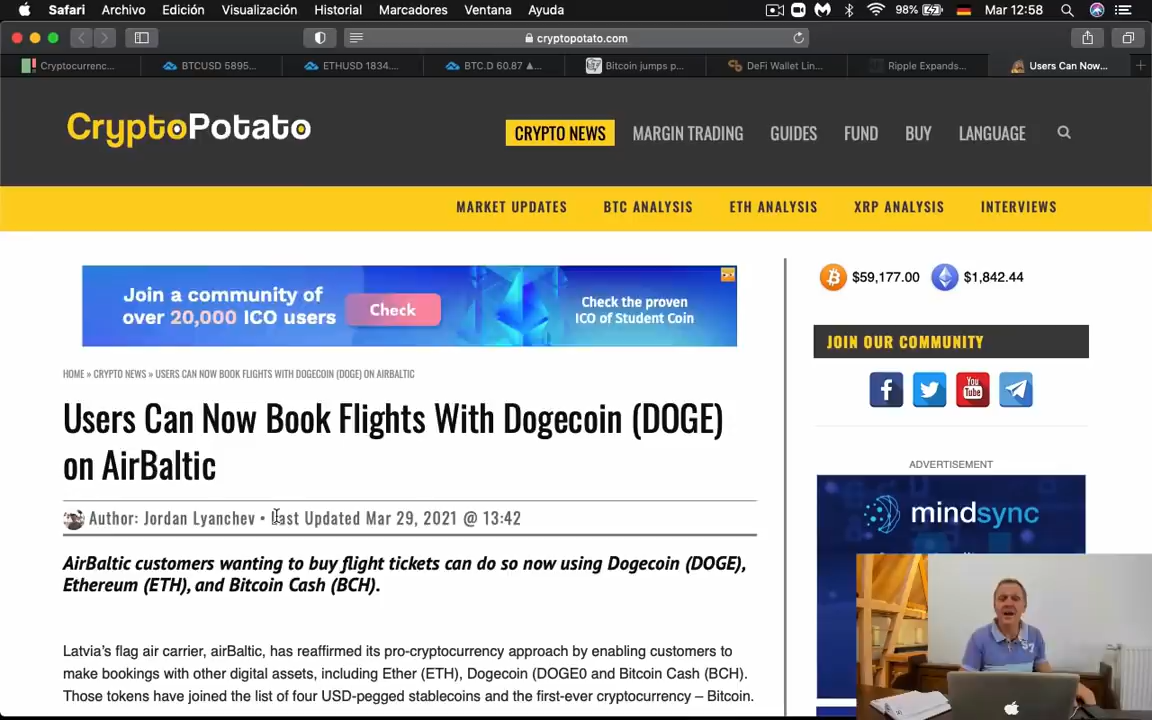 Safari Archivo Edición Visualización Historial Marcadores Ventana Ayuda 98% Mar 12:58
cryptopotato.com
Cryptocurrenc... BTCUSD 5895... ETHUSD 1834.... BTC.D 60.87 ▲... Bitcoin jumps p... DeFi Wallet Lin... Ripple Expands... Users Can Now...
CryptoPotato
CRYPTO NEWS MARGIN TRADING GUIDES FUND BUY LANGUAGE
MARKET UPDATES BTC ANALYSIS ETH ANALYSIS XRP ANALYSIS INTERVIEWS
Join a community of
over 20,000 ICO users
Check
Check the proven
ICO of Student Coin
$59,177.00 $1,842.44
JOIN OUR COMMUNITY
You
Tube
HOME » CRYPTO NEWS » USERS CAN NOW BOOK FLIGHTS WITH DOGECOIN (DOGE) ON AIRBALTIC
Users Can Now Book Flights With Dogecoin (DOGE)
on AirBaltic
Author: Jordan Lyanchev • Last Updated Mar 29, 2021 @ 13:42
AirBaltic customers wanting to buy flight tickets can do so now using Dogecoin (DOGE),
Ethereum (ETH), and Bitcoin Cash (BCH).
Latvia's flag air carrier, airBaltic, has reaffirmed its pro-cryptocurrency approach by enabling customers to
make bookings with other digital assets, including Ether (ETH), Dogecoin (DOGE0 and Bitcoin Cash (BCH).
Those tokens have joined the list of four USD-pegged stablecoins and the first-ever cryptocurrency – Bitcoin.
ADVERTISEMENT
mindsync